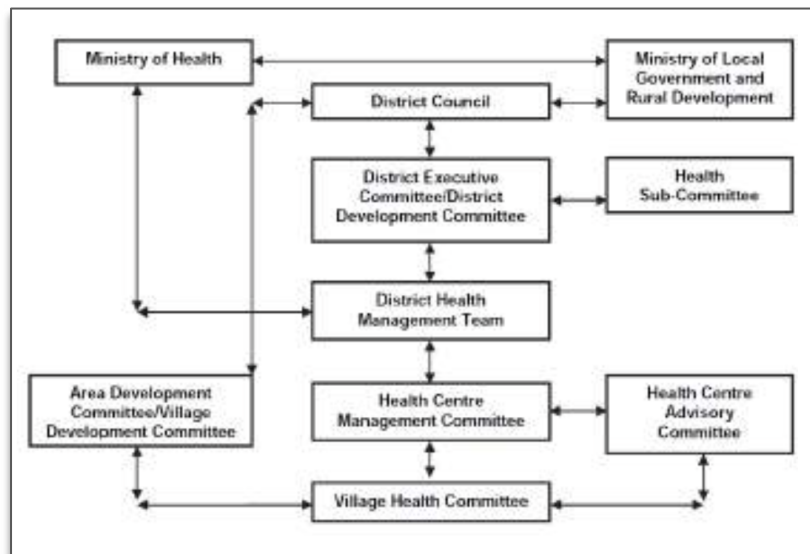 Ministry of Health
Ministry of Local
Government and
Rural Development
District Council
District Executive
Committee/District
Development Committee
Health
Sub-Committee
District Health
Management Team
Area Development
Committee/Village
Development Committee
Health Centre
Management Committee
Health Centre
Advisory
Committee
Village Health Committee